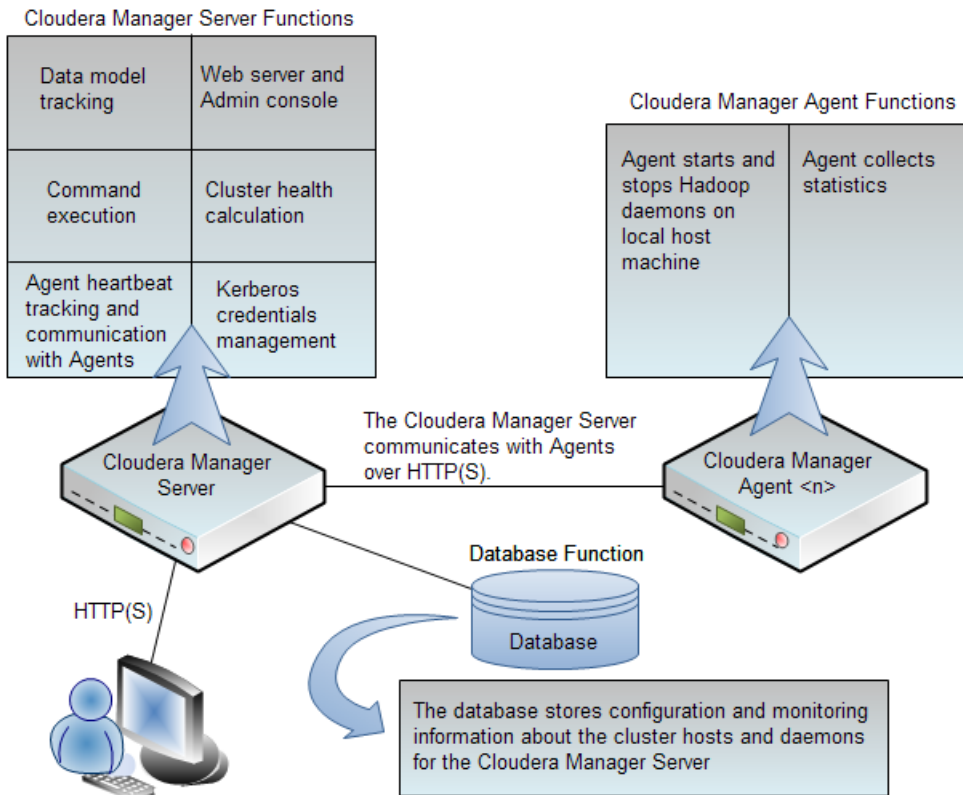 Cloudera Manager Server Functions
Data model
tracking
Web server and
Admin console
Command
execution
Cluster health
calculation
Agent heartbeat
tracking and
communication
with Agents
Kerberos
credentials
management
Cloudera Manager Agent Functions
Agent starts and
stops Hadoop
daemons on
local host
machine
Agent collects
statistics
Cloudera Manager
Server
The Cloudera Manager Server
communicates with Agents
over HTTP(S).
Cloudera Manager
Agent <n>
HTTP(S)
Database Function
Database
The database stores configuration and monitoring
information about the cluster hosts and daemons
for the Cloudera Manager Server